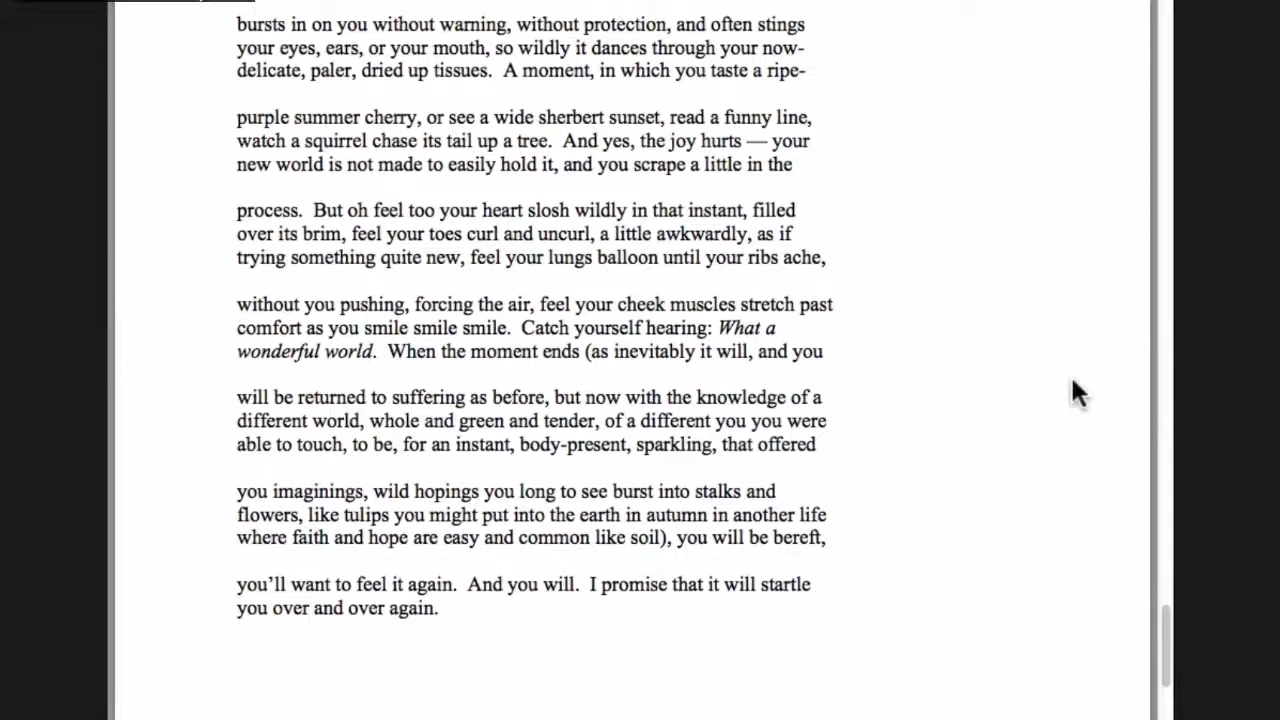 bursts in on you without warning, without protection, and often stings
your eyes, ears, or your mouth, so wildly it dances through your now-
delicate, paler, dried up tissues.  A moment, in which you taste a ripe-
purple summer cherry, or see a wide sherbert sunset, read a funny line,
watch a squirrel chase its tail up a tree.  And yes, the joy hurts — your
new world is not made to easily hold it, and you scrape a little in the
process.  But oh feel too your heart slosh wildly in that instant, filled
over its brim, feel your toes curl and uncurl, a little awkwardly, as if
trying something quite new, feel your lungs balloon until your ribs ache,
without you pushing, forcing the air, feel your cheek muscles stretch past
comfort as you smile smile smile.  Catch yourself hearing: What a
wonderful world.  When the moment ends (as inevitably it will, and you
will be returned to suffering as before, but now with the knowledge of a
different world, whole and green and tender, of a different you you were
able to touch, to be, for an instant, body-present, sparkling, that offered
you imaginings, wild hopings you long to see burst into stalks and
flowers, like tulips you might put into the earth in autumn in another life
where faith and hope are easy and common like soil), you will be bereft,
you’ll want to feel it again.  And you will.  I promise that it will startle
you over and over again.